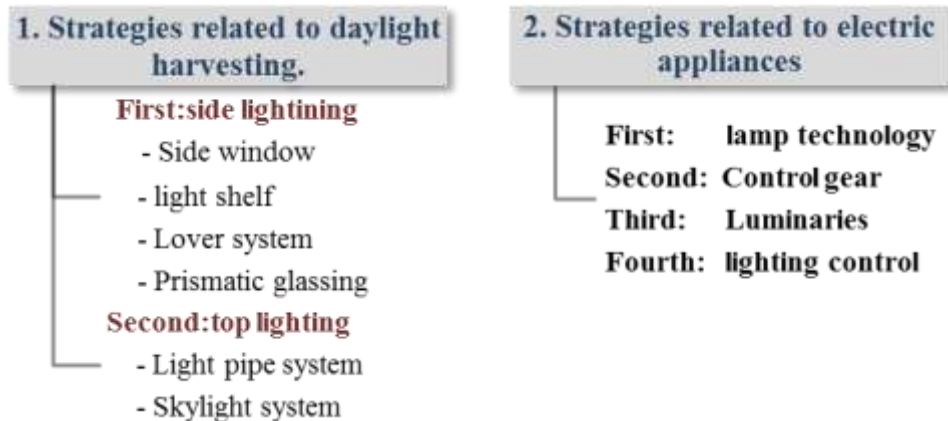 1. Strategies related to daylight
harvesting.
First:side lightining
- Side window
- light shelf
- Lover system
- Prismatic glassing
Second:top lighting
- Light pipe system
- Skylight system
2. Strategies related to electric
appliances
First: lamp technology
Second: Control gear
Third: Luminaries
Fourth: lighting control